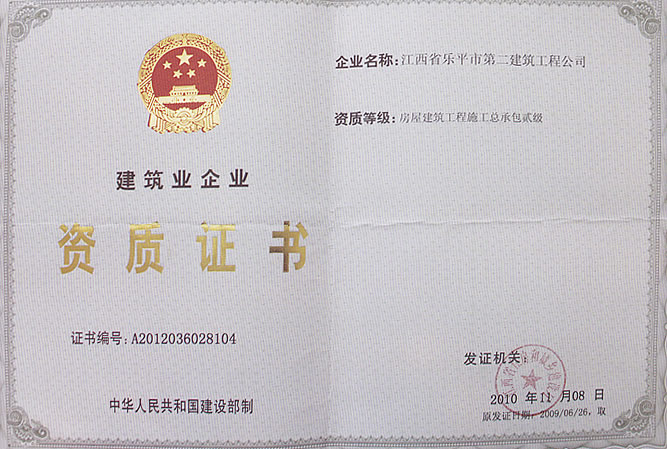 建筑业企业
资质证书
证书编号：A2012036028104
中华人民共和国建设部制
企业名称：江西省乐平市第二建筑工程公司
资质等级：房屋建筑工程施工总承包贰级
发证机关：
2010 年 11 月 08 日
原发证日期：2009/06/26，取